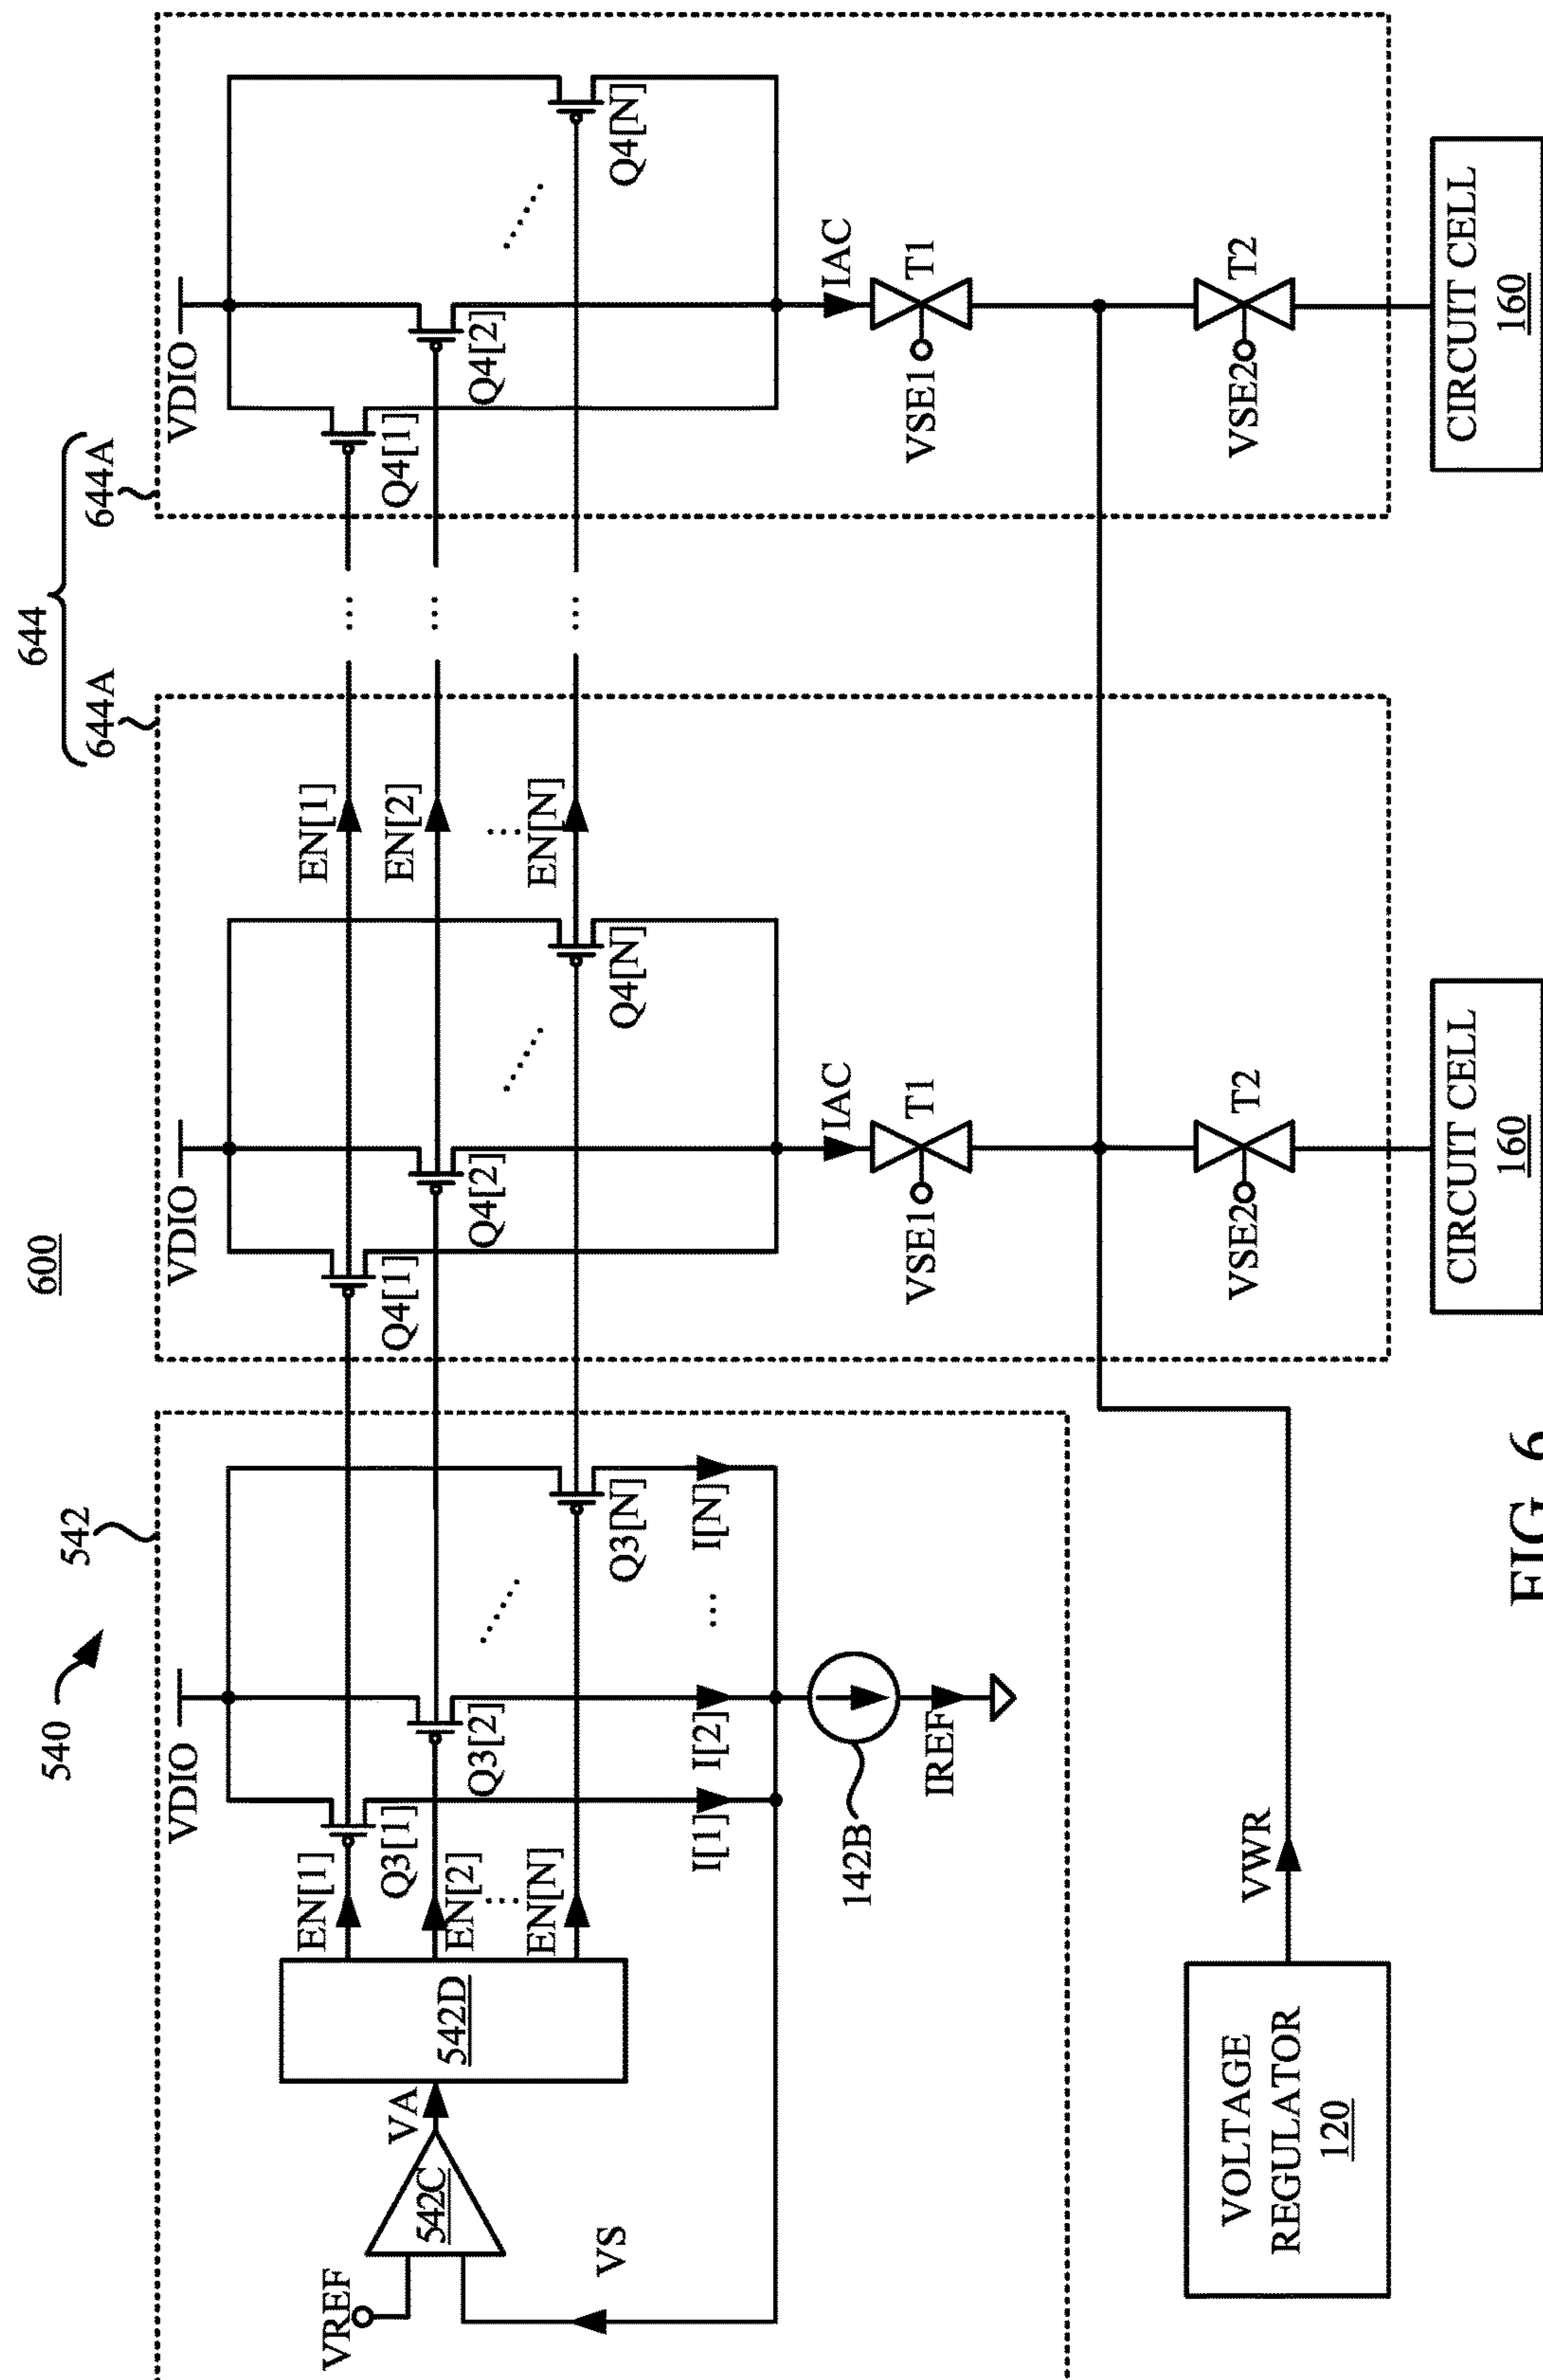 600
540
542
644
644A
644A
VDIO
VDIO
VDIO
EN[1]
EN[2]
⋮
EN[N]
EN[1]
EN[2]
⋮
EN[N]
Q3[1]
Q3[2]
Q3[N]
Q4[1]
Q4[2]
Q4[N]
Q4[1]
Q4[2]
Q4[N]
VREF
542C
VA
542D
VS
I[1]
I[2]
...
I[N]
142B
IREF
IAC
IAC
VSE1
T1
VSE1
T1
VSE2
T2
VSE2
T2
VOLTAGE
REGULATOR
120
VWR
CIRCUIT CELL
160
CIRCUIT CELL
160
FIG. 6